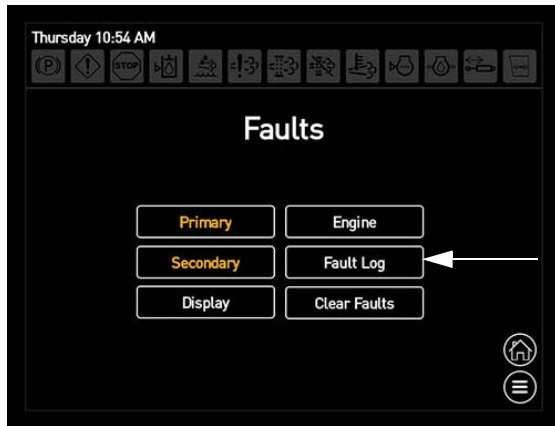 Thursday 10:54 AM
(P)
STOP
Faults
Primary
Engine
Secondary
Fault Log
Display
Clear Faults